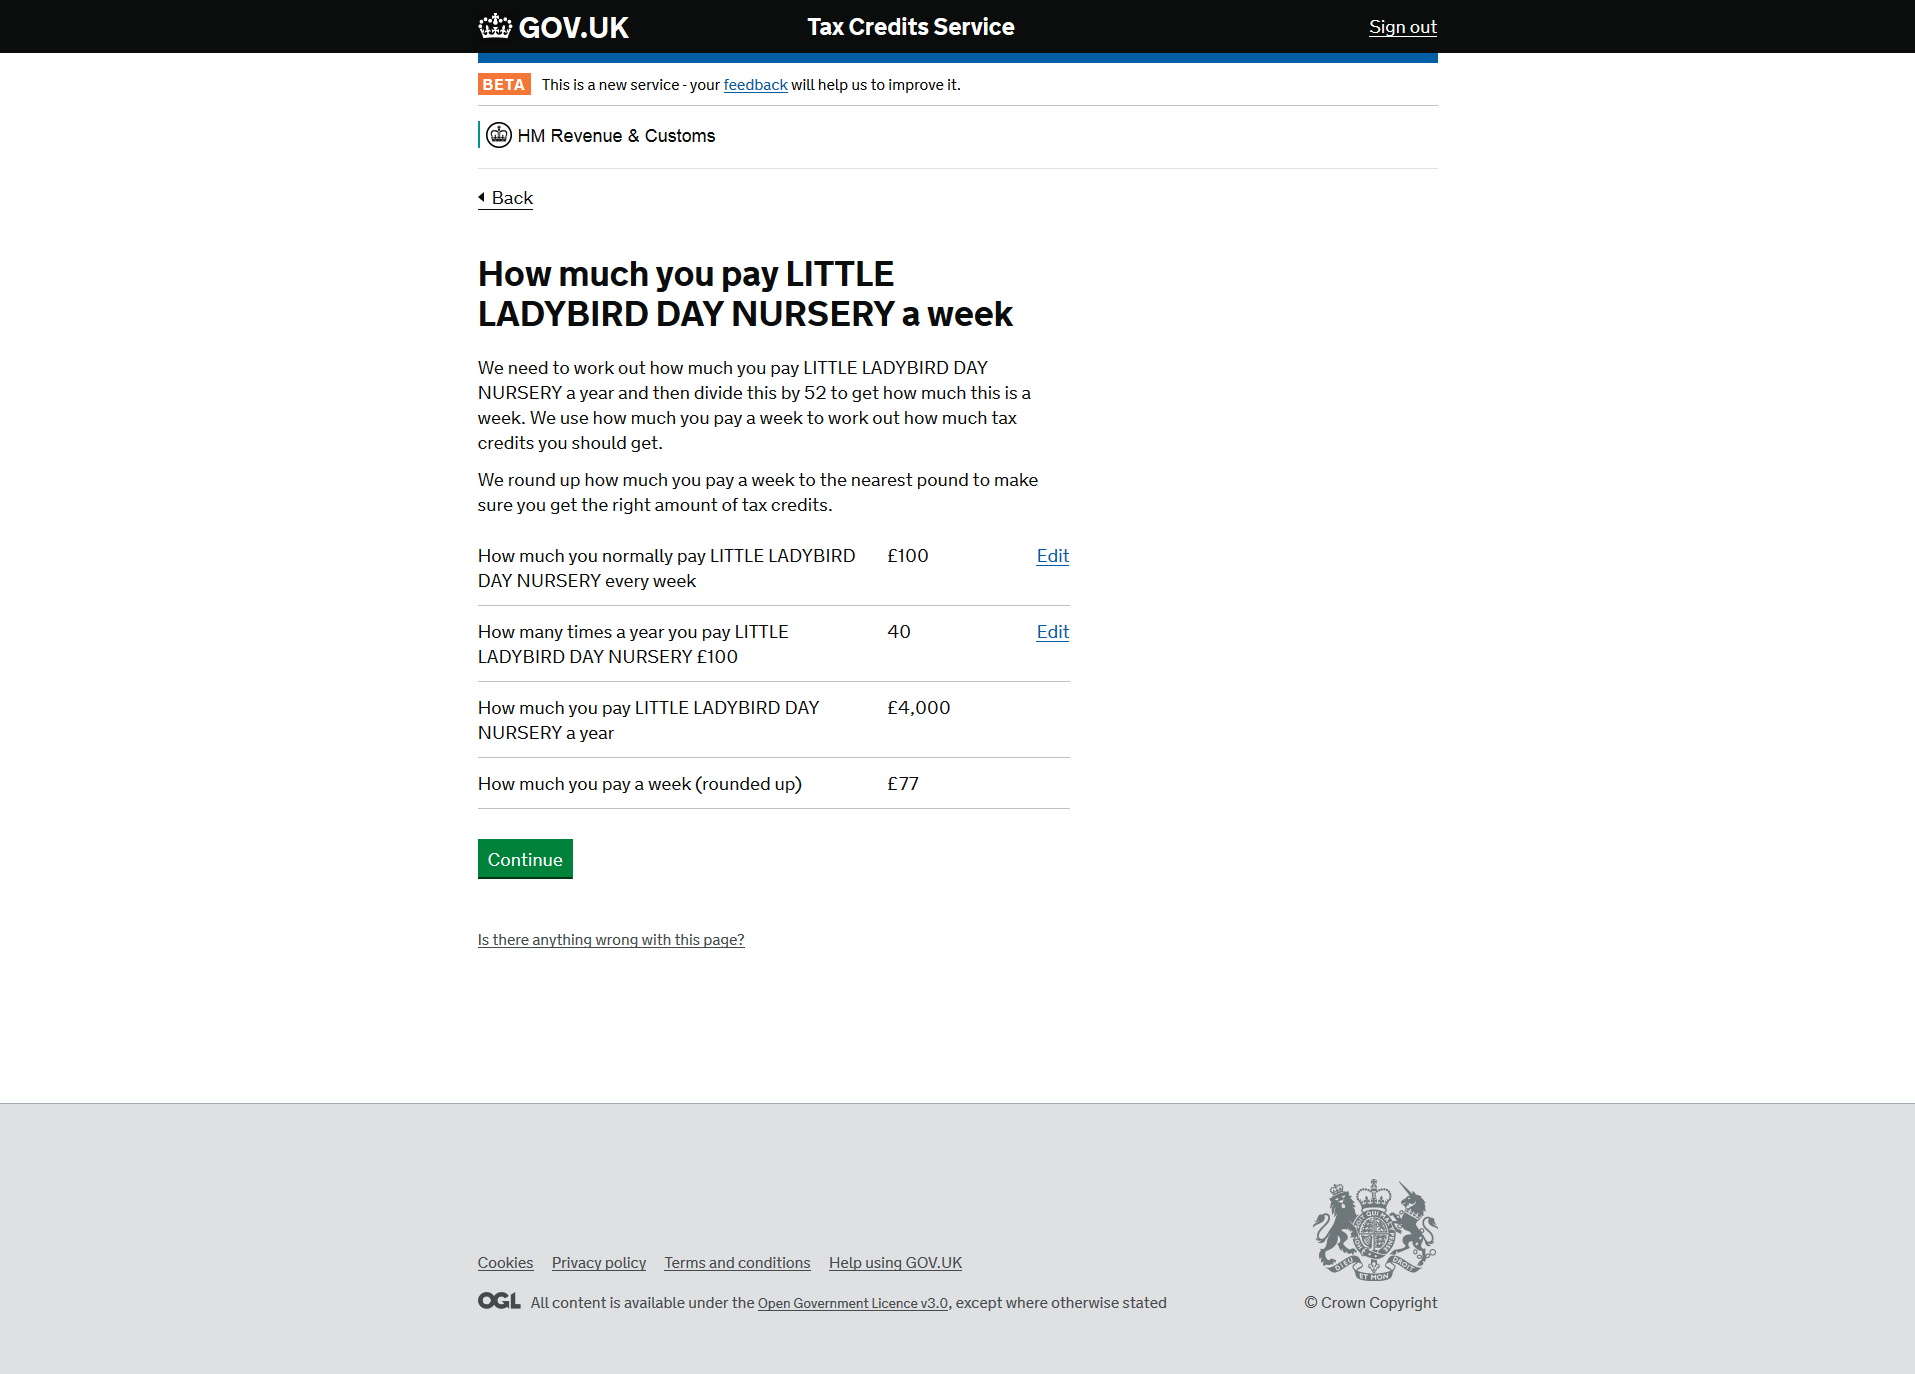 GOV.UK Tax Credits Service Sign out
BETA This is a new service - your feedback will help us to improve it.
HM Revenue & Customs
Back
How much you pay LITTLE
LADYBIRD DAY NURSERY a week
We need to work out how much you pay LITTLE LADYBIRD DAY
NURSERY a year and then divide this by 52 to get how much this is a
week. We use how much you pay a week to work out how much tax
credits you should get.
We round up how much you pay a week to the nearest pound to make
sure you get the right amount of tax credits.
How much you normally pay LITTLE LADYBIRD £100 Edit
DAY NURSERY every week
How many times a year you pay LITTLE 40 Edit
LADYBIRD DAY NURSERY £100
How much you pay LITTLE LADYBIRD DAY £4,000
NURSERY a year
How much you pay a week (rounded up) £77
Continue
Is there anything wrong with this page?
DIEU ET MON DROIT
Cookies Privacy policy Terms and conditions Help using GOV.UK
OGL All content is available under the Open Government Licence v3.0, except where otherwise stated © Crown Copyright